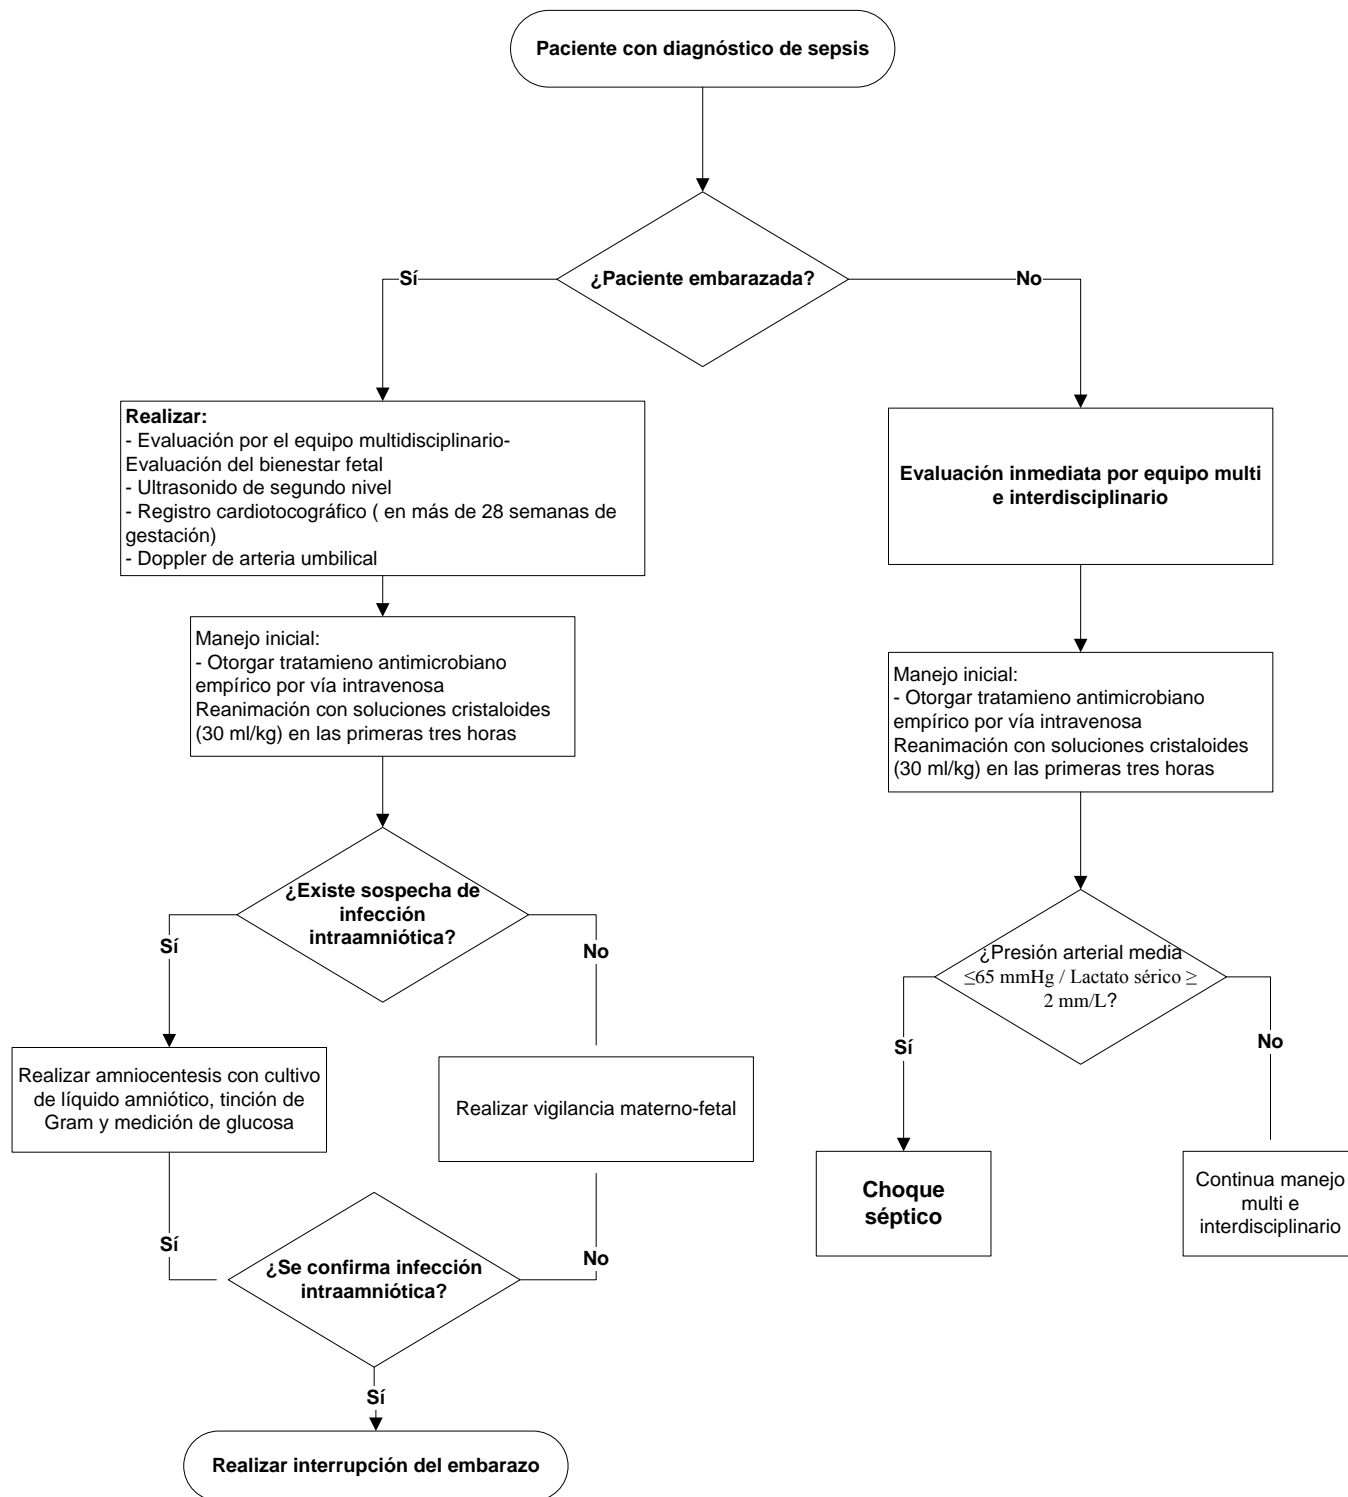 Paciente con diagnóstico de sepsis
¿Paciente embarazada?
Sí
No
Realizar:
- Evaluación por el equipo multidisciplinario-
Evaluación del bienestar fetal
- Ultrasonido de segundo nivel
- Registro cardiotocográfico ( en más de 28 semanas de
gestación)
- Doppler de arteria umbilical
Evaluación inmediata por equipo multi
e interdisciplinario
Manejo inicial:
- Otorgar tratamieno antimicrobiano
empírico por vía intravenosa
Reanimación con soluciones cristaloides
(30 ml/kg) en las primeras tres horas
Manejo inicial:
- Otorgar tratamieno antimicrobiano
empírico por vía intravenosa
Reanimación con soluciones cristaloides
(30 ml/kg) en las primeras tres horas
¿Existe sospecha de
infección
intraamniótica?
Sí
No
¿Presión arterial media
≤65 mmHg / Lactato sérico ≥
2 mm/L?
Sí
No
Realizar amniocentesis con cultivo
de líquido amniótico, tinción de
Gram y medición de glucosa
Realizar vigilancia materno-fetal
Choque
séptico
Continua manejo
multi e
interdisciplinario
Sí
¿Se confirma infección
intraamniótica?
No
Sí
Realizar interrupción del embarazo